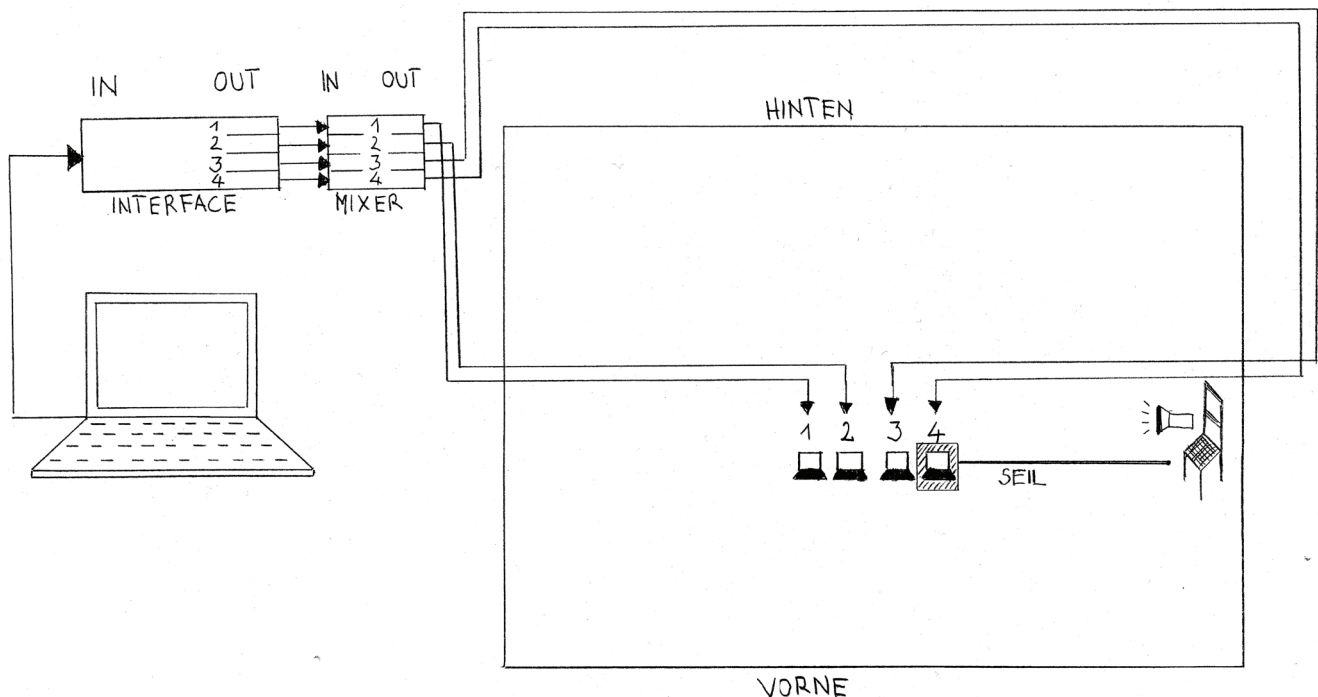 IN OUT IN OUT
HINTEN
1 1
2 2
3 3
4 4
INTERFACE MIXER
1 2 3 4
SEIL
VORNE